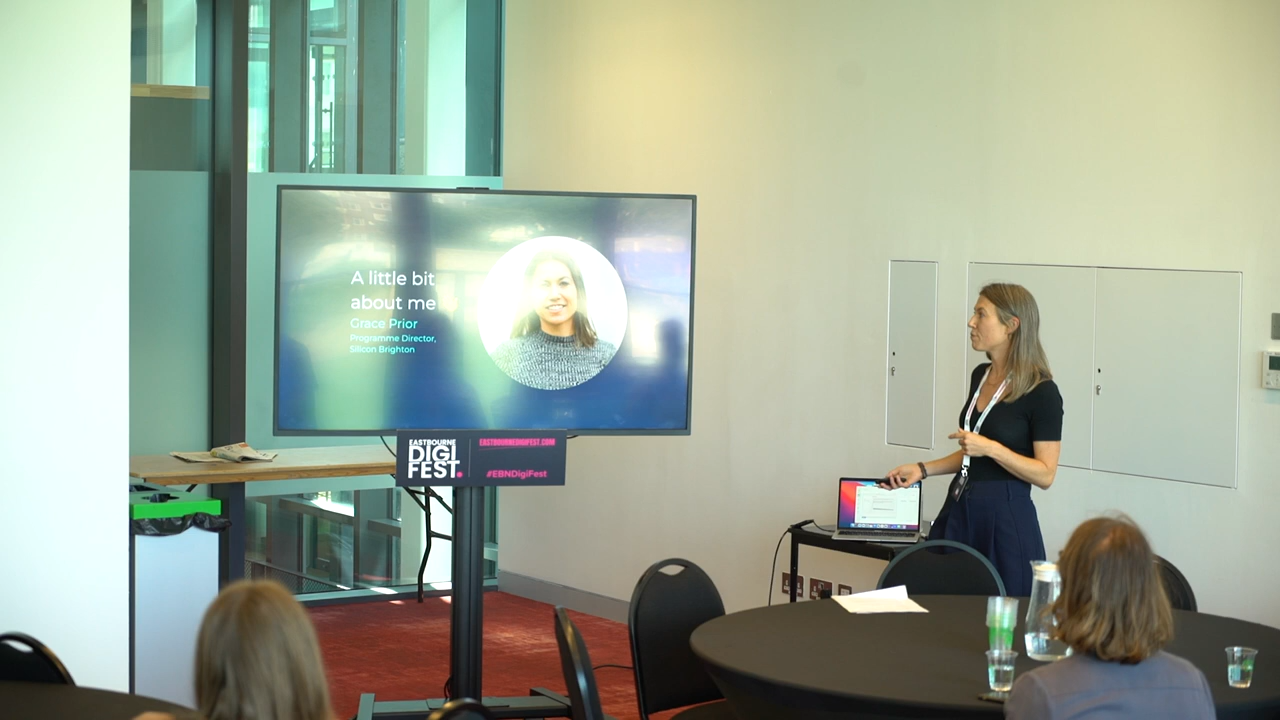 A little bit
about me
Grace Prior
Programme Director,
Silicon Brighton
EASTBOURNE
DIGI
FEST.
EASTBOURNEDIGIFEST.COM
#EBNDigiFest